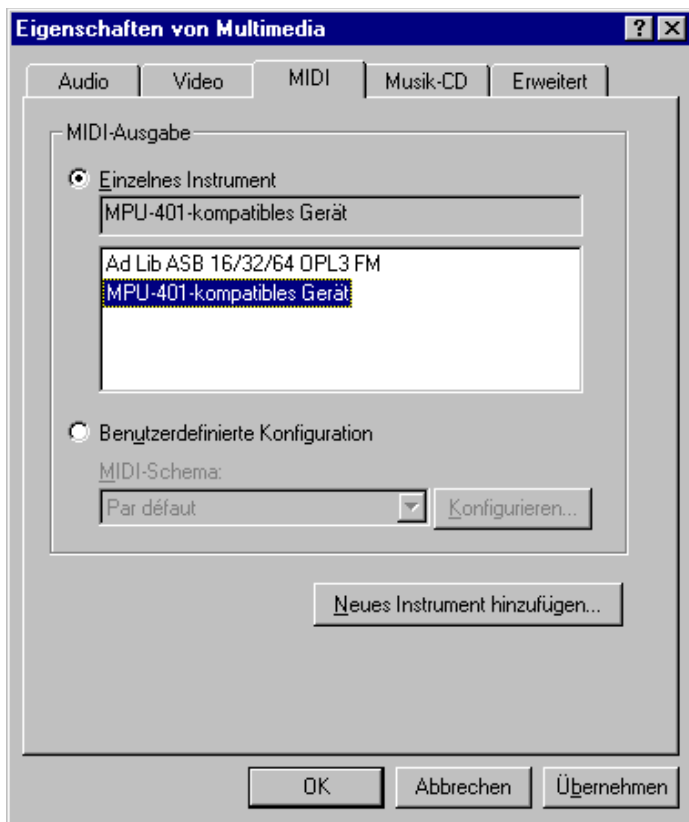 Eigenschaften von Multimedia
Audio Video MIDI Musik-CD Erweitert
MIDI-Ausgabe
Einzelnes Instrument
MPU-401-kompatibles Gerät
Ad Lib ASB 16/32/64 OPL3 FM
MPU-401-kompatibles Gerät
Benutzerdefinierte Konfiguration
MIDI-Schema:
Par défaut Konfigurieren...
Neues Instrument hinzufügen...
OK Abbrechen Übernehmen